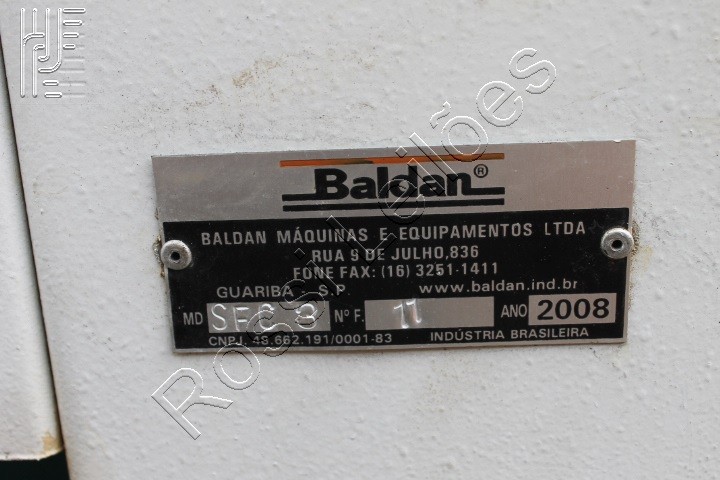 Baldan®
BALDAN MÁQUINAS E EQUIPAMENTOS LTDA
RUA 9 DE JULHO,836
FONE FAX: (16) 3251-1411
GUARIBA S.P. www.baldan.ind.br
MD Nº F. 11 ANO 2008
CNPJ. 48.662.191/0001-83 INDÚSTRIA BRASILEIRA
Rossi Leilões